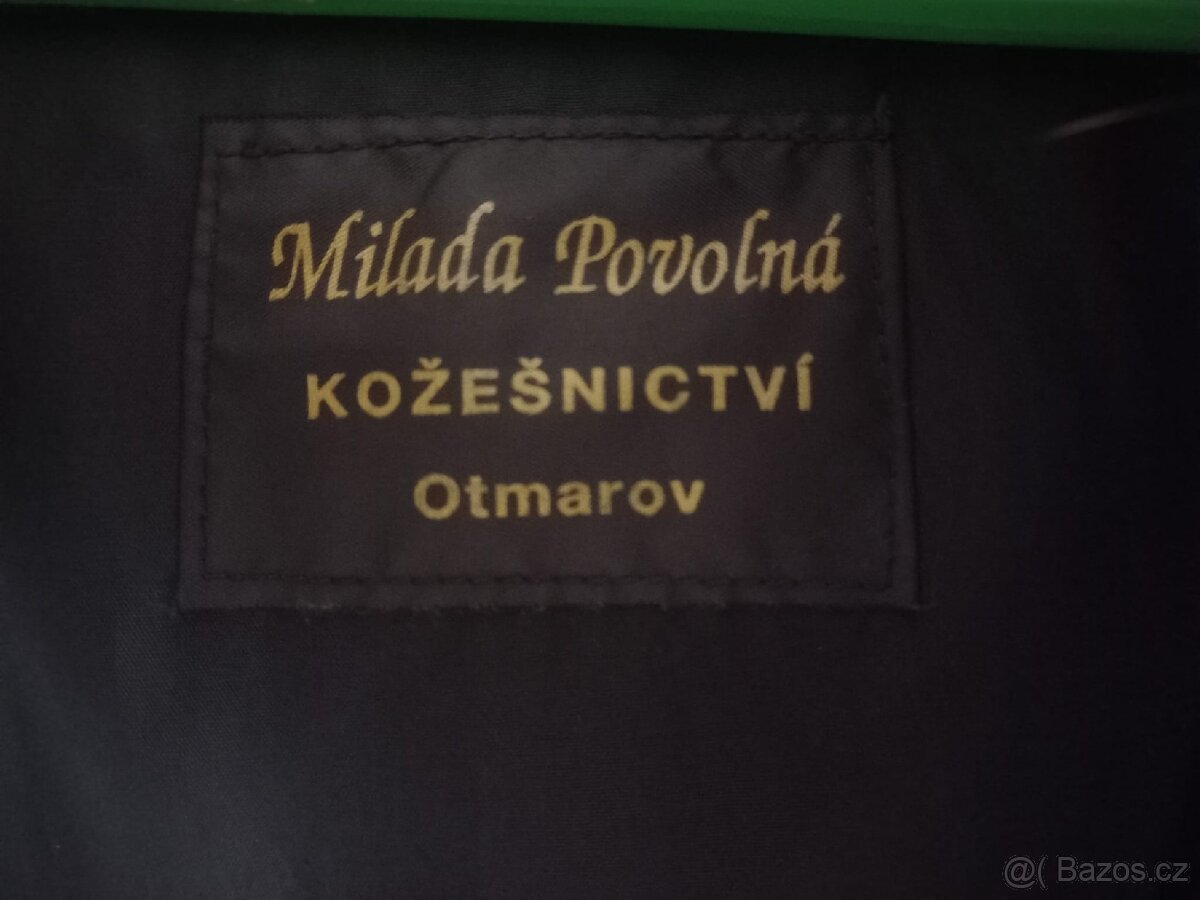 Milada Povolná
KOŽEŠNICTVÍ
Otmarov
@( Bazos.cz